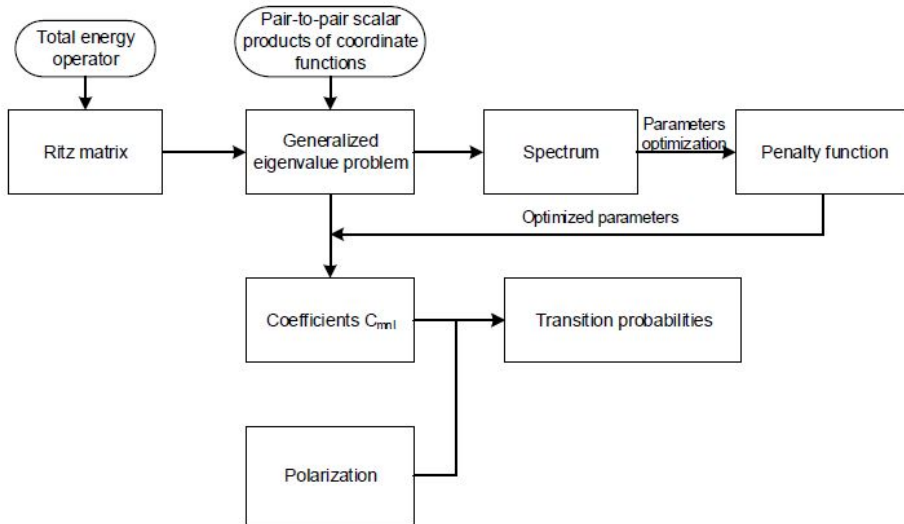 Total energy
operator
Pair-to-pair scalar
products of coordinate
functions
Ritz matrix
Generalized
eigenvalue problem
Spectrum
Parameters
optimization
Penalty function
Optimized parameters
Coefficients Cmnl
Transition probabilities
Polarization